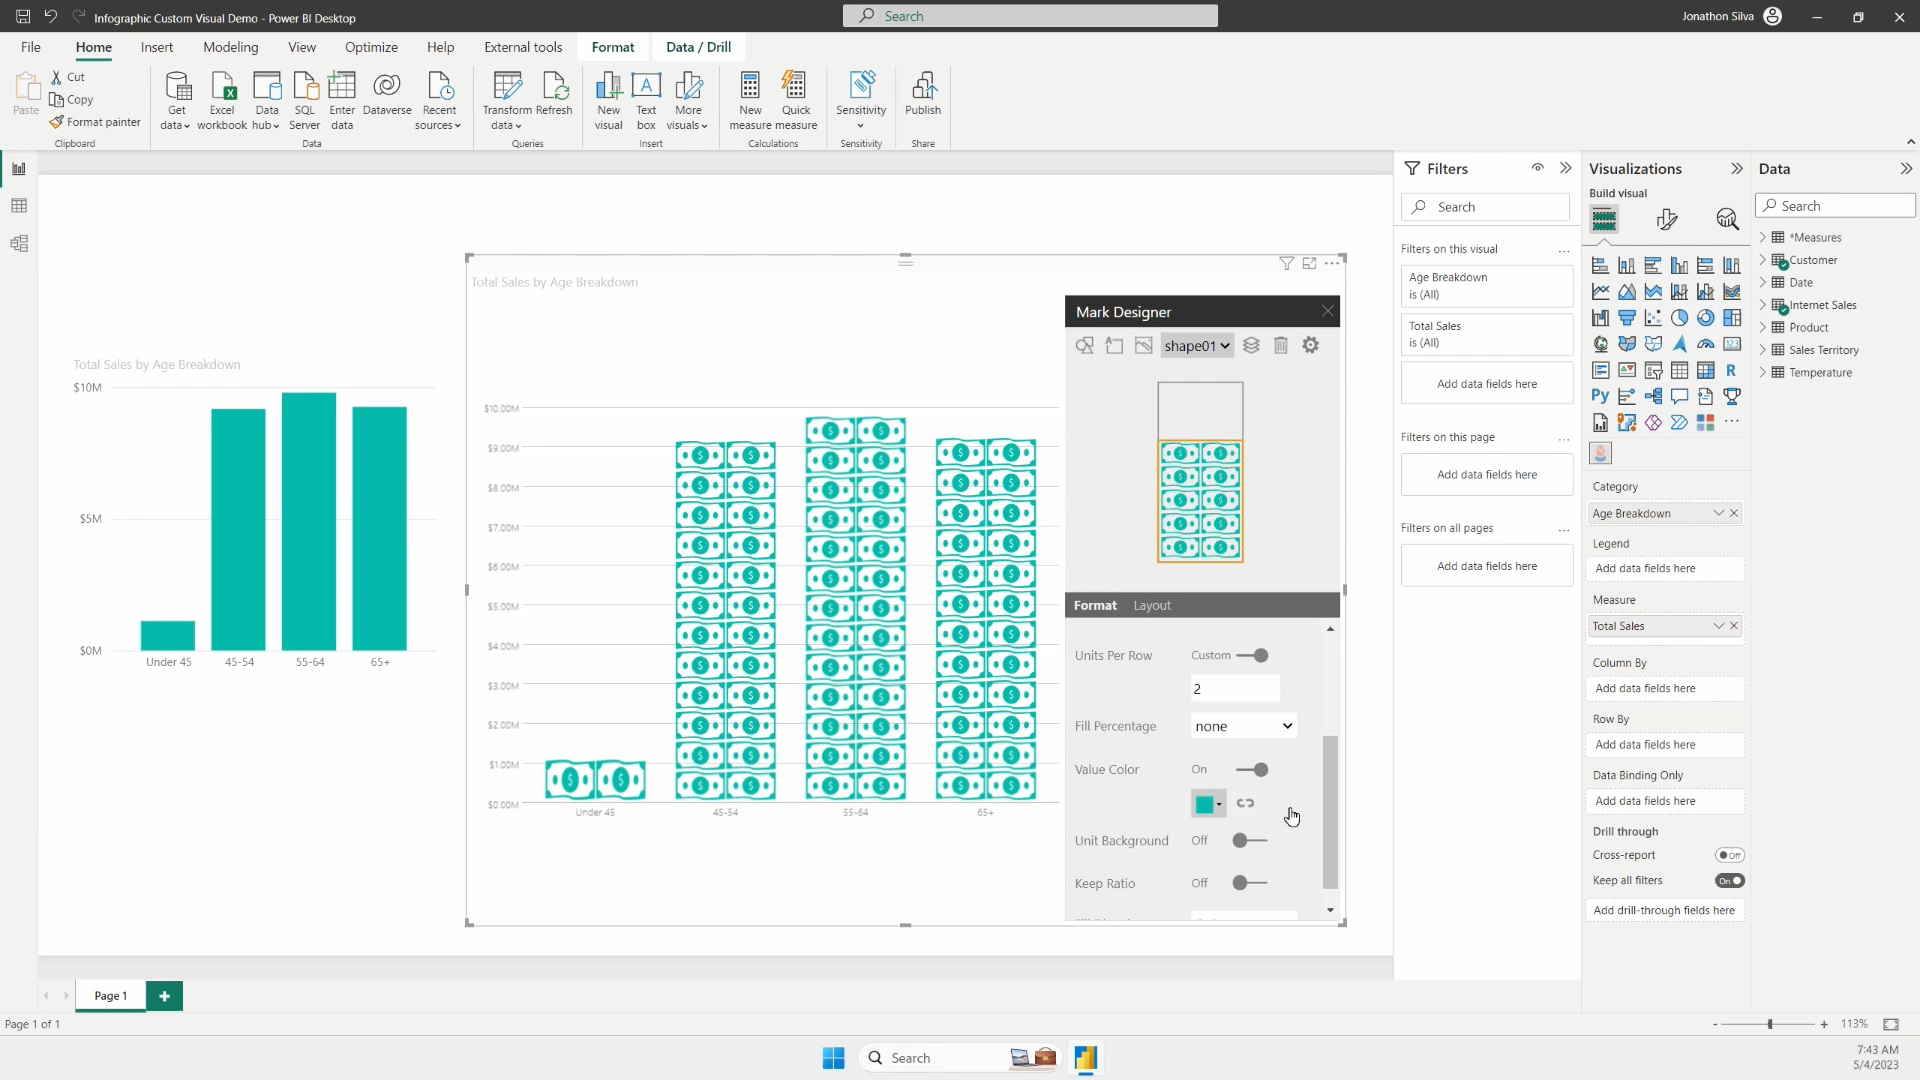 Infographic Custom Visual Demo - Power BI Desktop
Search
Jonathon Silva
File Home Insert Modeling View Optimize Help External tools Format Data / Drill
Paste
Cut
Copy
Format painter
Clipboard
Get data
Excel workbook
Data hub
SQL Server
Enter data
Dataverse
Recent sources
Data
Transform data
Refresh
Queries
New visual
Text box
More visuals
Insert
New measure
Quick measure
Calculations
Sensitivity
Sensitivity
Publish
Share
Total Sales by Age Breakdown
$10M
$5M
$0M
Under 45 45-54 55-64 65+
Total Sales by Age Breakdown
$10.00M
$9.00M
$8.00M
$7.00M
$6.00M
$5.00M
$4.00M
$3.00M
$2.00M
$1.00M
$0.00M
Under 45 45-54 55-64 65+
Mark Designer
shape01
Format Layout
Units Per Row Custom
2
Fill Percentage none
Value Color On
Unit Background Off
Keep Ratio Off
Filters
Search
Filters on this visual
Age Breakdown
is (All)
Total Sales
is (All)
Add data fields here
Filters on this page
Add data fields here
Filters on all pages
Add data fields here
Visualizations
Build visual
123
R
Py
Category
Age Breakdown
Legend
Add data fields here
Measure
Total Sales
Column By
Add data fields here
Row By
Add data fields here
Data Binding Only
Add data fields here
Drill through
Cross-report Off
Keep all filters On
Add drill-through fields here
Data
Search
*Measures
Customer
Date
Internet Sales
Product
Sales Territory
Temperature
Page 1
Page 1 of 1
- + 113%
Search
7:43 AM
5/4/2023